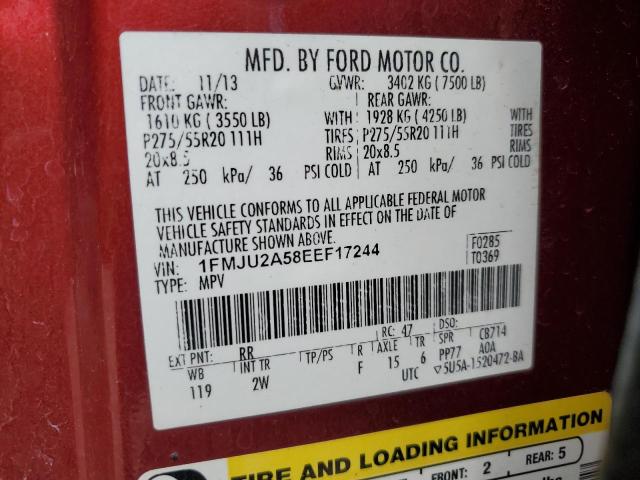 MFD. BY FORD MOTOR CO.
DATE: 11/13 GVWR: 3402 KG ( 7500 LB)
FRONT GAWR: REAR GAWR:
1610 KG ( 3550 LB) WITH 1928 KG ( 4250 LB) WITH
P275/55R20 111H TIRES P275/55R20 111H TIRES
20x8.5 RIMS 20x8.5 RIMS
AT 250 kPa/ 36 PSI COLD AT 250 kPa/ 36 PSI COLD
THIS VEHICLE CONFORMS TO ALL APPLICABLE FEDERAL MOTOR
VEHICLE SAFETY STANDARDS IN EFFECT ON THE DATE OF
MANUFACTURE SHOWN ABOVE.
VIN: 1FMJU2A58EEF17244 F0285
TYPE: MPV T0369
EXT PNT: RR RC: 47 DSO:
WB INT TR TP/PS R AXLE TR SPR CB714
119 2W F 15 6 PP77 A0A
UTC ▽5U5A-1520472-BA
TIRE AND LOADING INFORMATION
FRONT: 2 REAR: 5